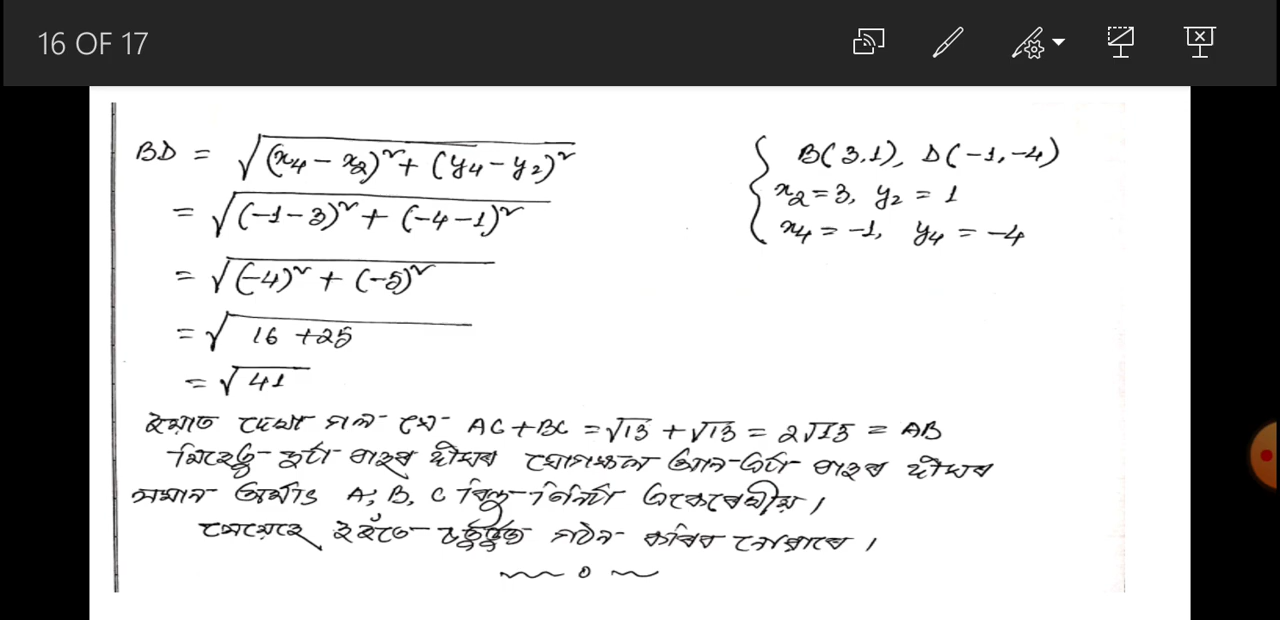 16 OF 17
BD = √(x₄ − x₂)² + (y₄ − y₂)²
{ B(3,1), D(−1,−4)
x₂ = 3, y₂ = 1
x₄ = −1, y₄ = −4
= √(−1−3)² + (−4−1)²
= √(−4)² + (−5)²
= √16 + 25
= √41
ইয়াত দেখা গল যে AC + BC = √13 + √13 = 2√13 = AB
যিহেতু দুটা বাহুৰ দীঘৰ যোগফল আন এটা বাহুৰ দীঘৰ
সমান অৰ্থাৎ A, B, C বিন্দু তিনিটা একেৰেখীয়।
সেয়েহে ইহঁতে চতুৰ্ভুজ গঠন কৰিব নোৱাৰে।
0